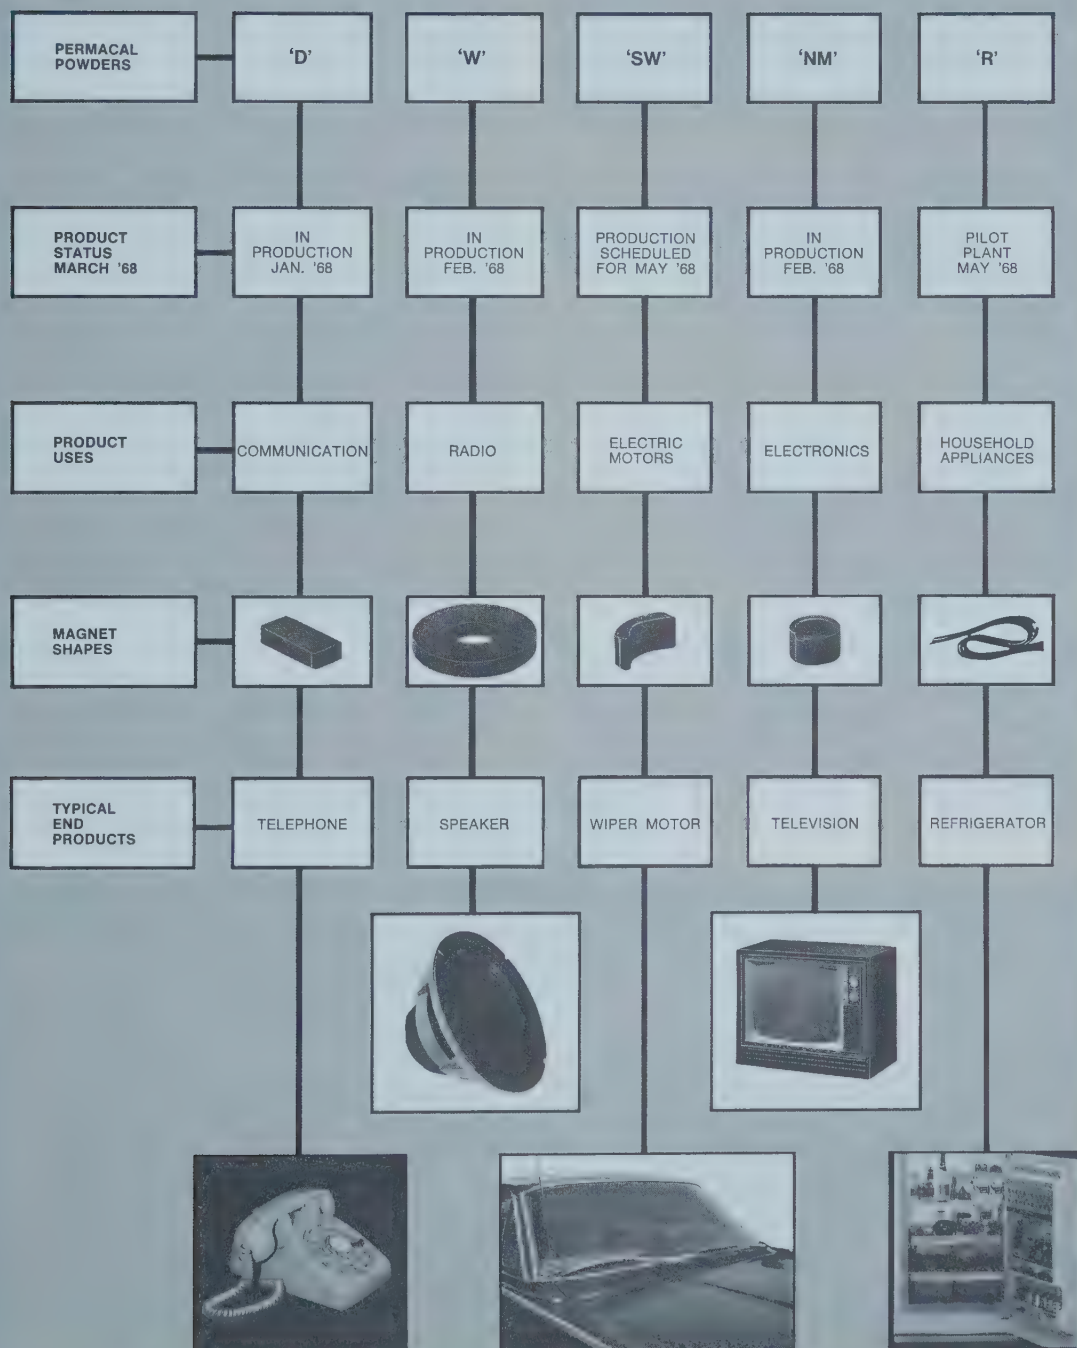 PERMACAL
POWDERS
'D'
'W'
'SW'
'NM'
'R'
PRODUCT
STATUS
MARCH '68
IN
PRODUCTION
JAN. '68
IN
PRODUCTION
FEB. '68
PRODUCTION
SCHEDULED
FOR MAY '68
IN
PRODUCTION
FEB. '68
PILOT
PLANT
MAY '68
PRODUCT
USES
COMMUNICATION
RADIO
ELECTRIC
MOTORS
ELECTRONICS
HOUSEHOLD
APPLIANCES
MAGNET
SHAPES
TYPICAL
END
PRODUCTS
TELEPHONE
SPEAKER
WIPER MOTOR
TELEVISION
REFRIGERATOR